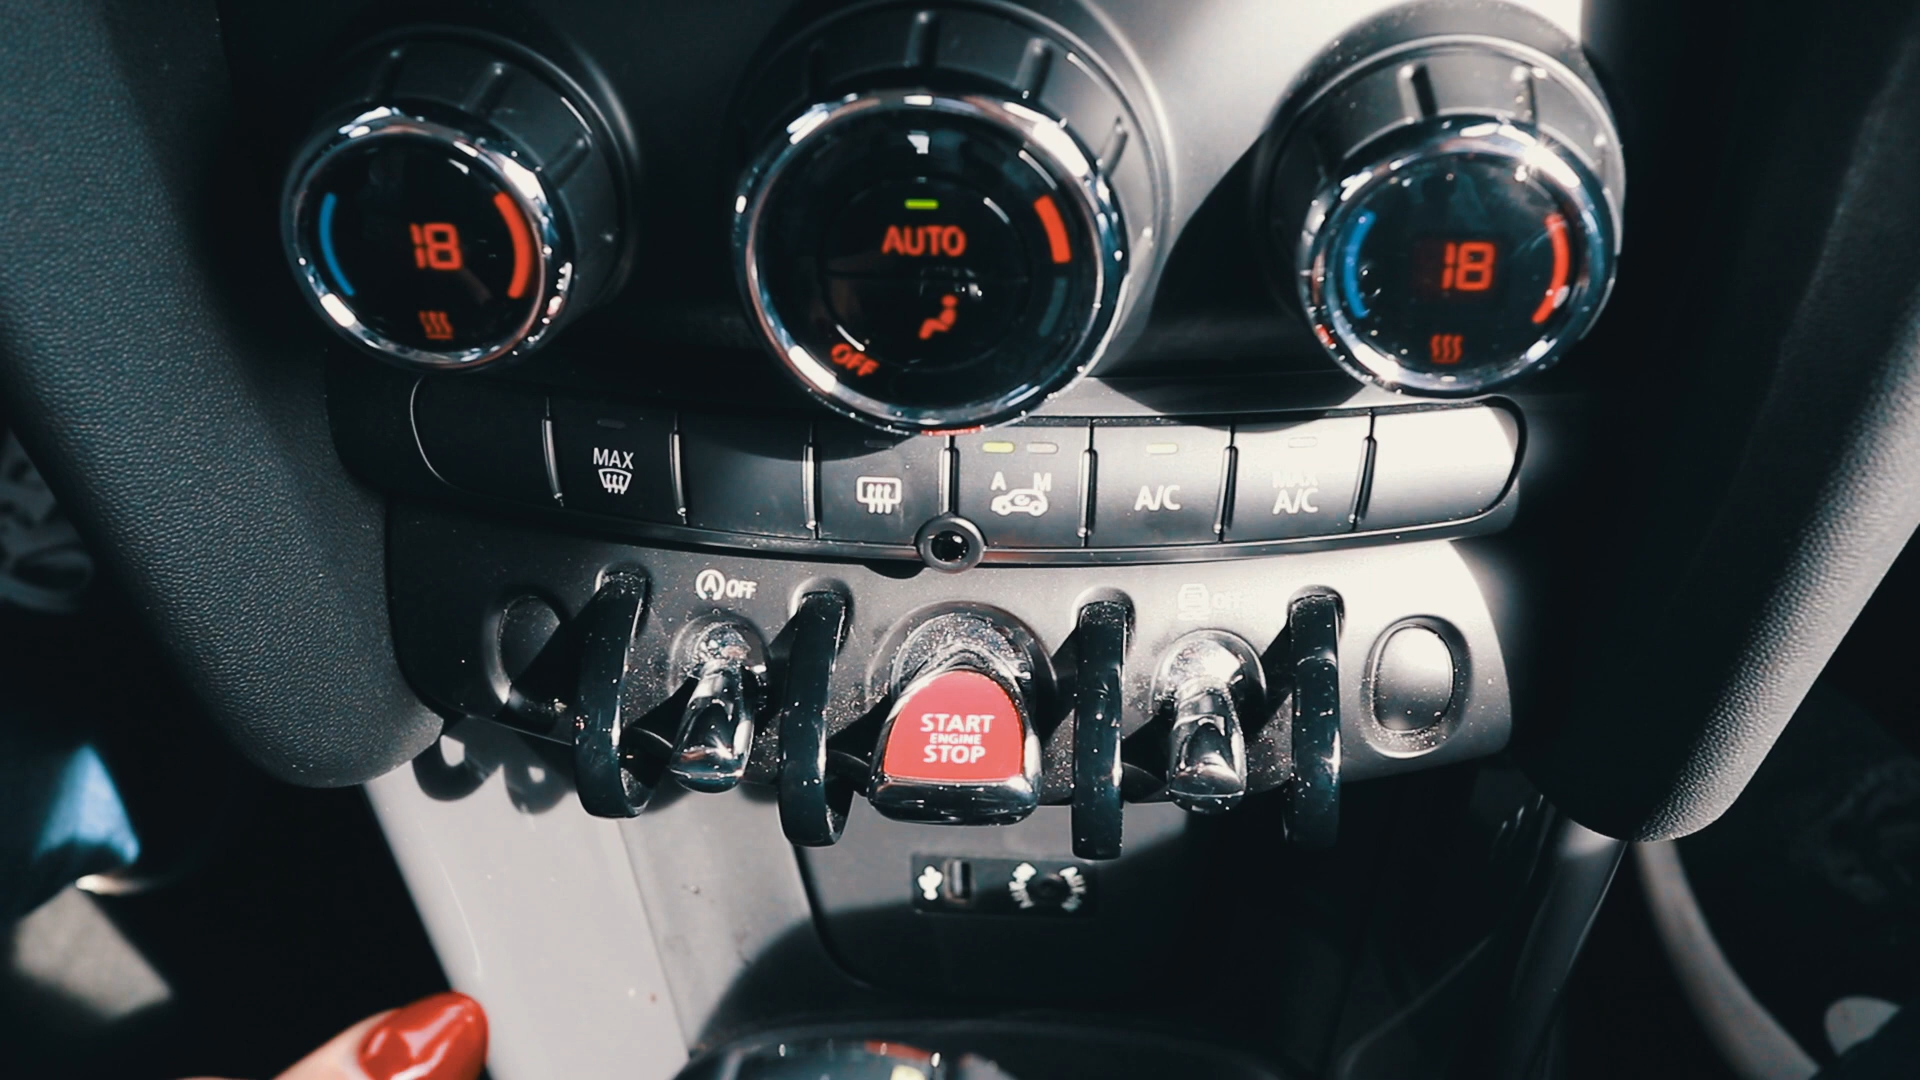 18
AUTO
OFF
18
MAX
A M
A/C
MAX
A/C
A OFF
OFF
START
ENGINE
STOP